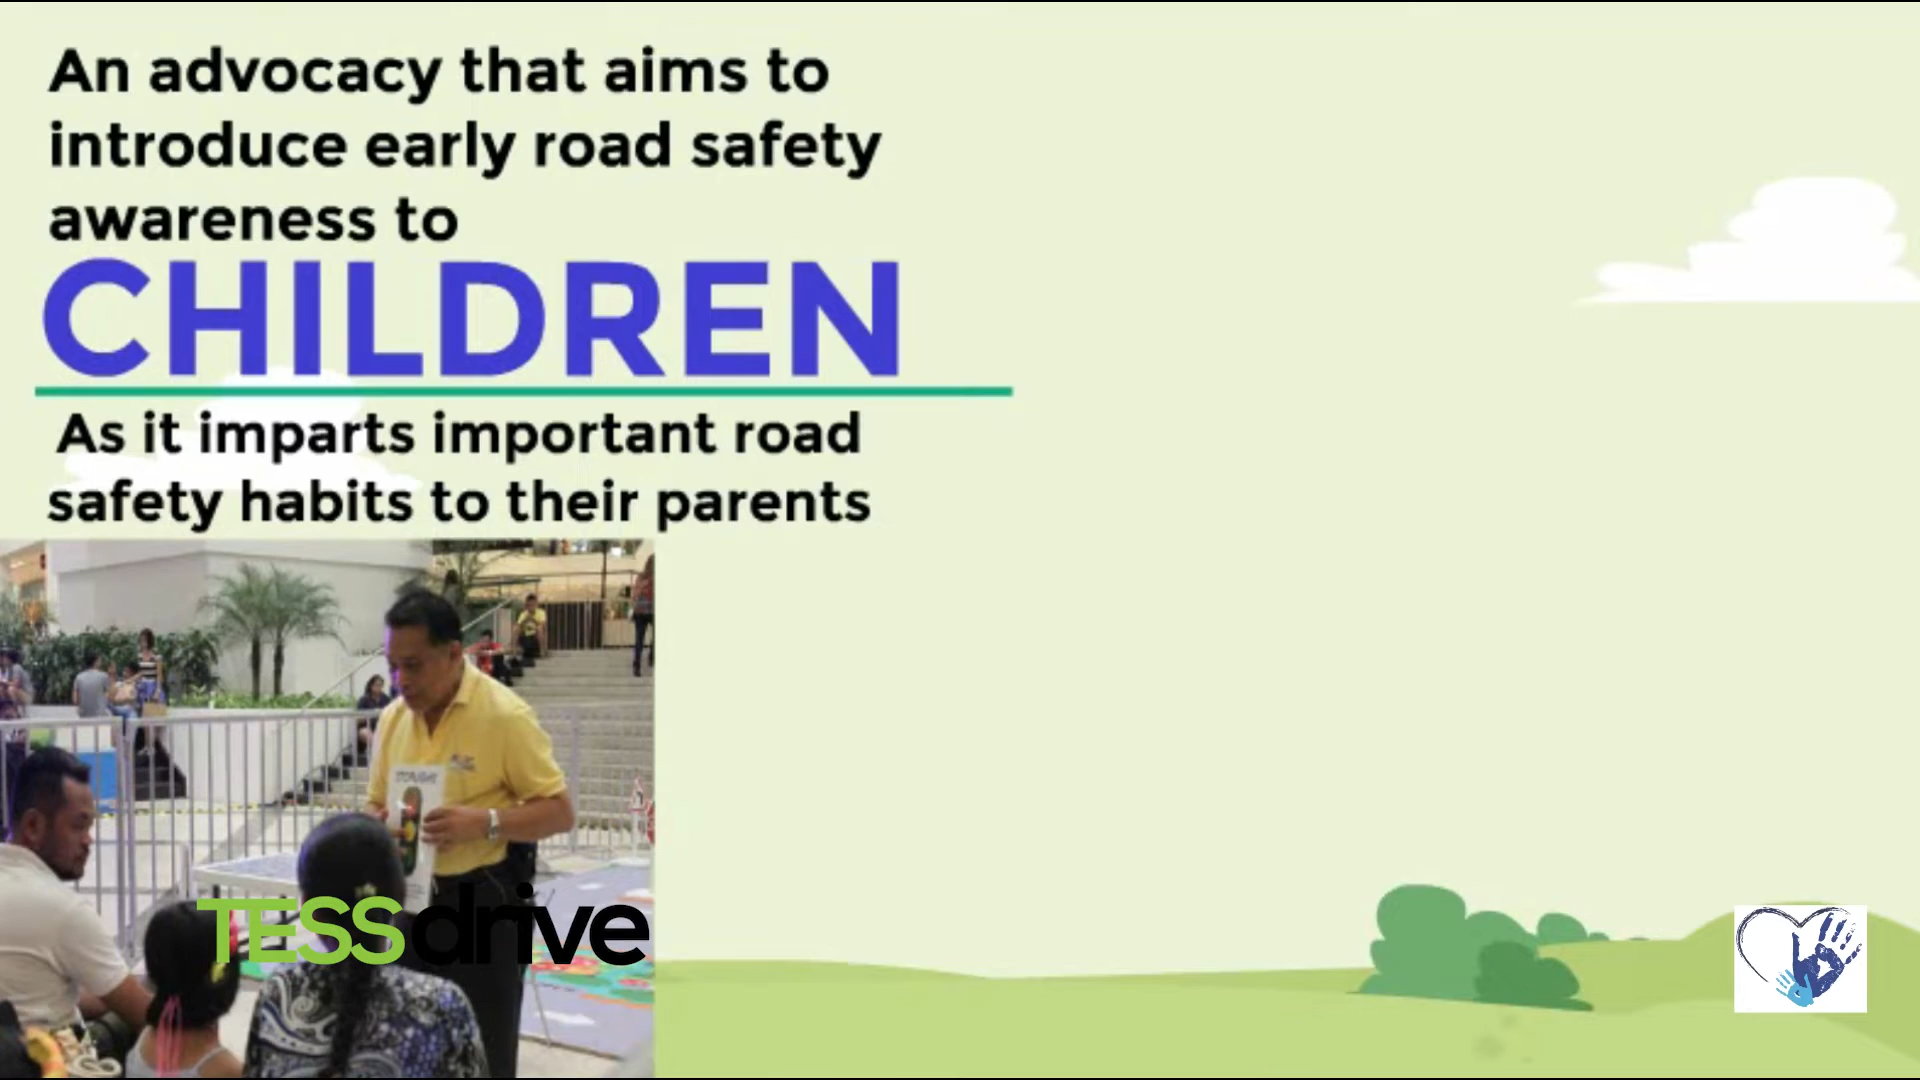 An advocacy that aims to
introduce early road safety
awareness to
CHILDREN
As it imparts important road
safety habits to their parents
STOPLIGHT
TESSdrive